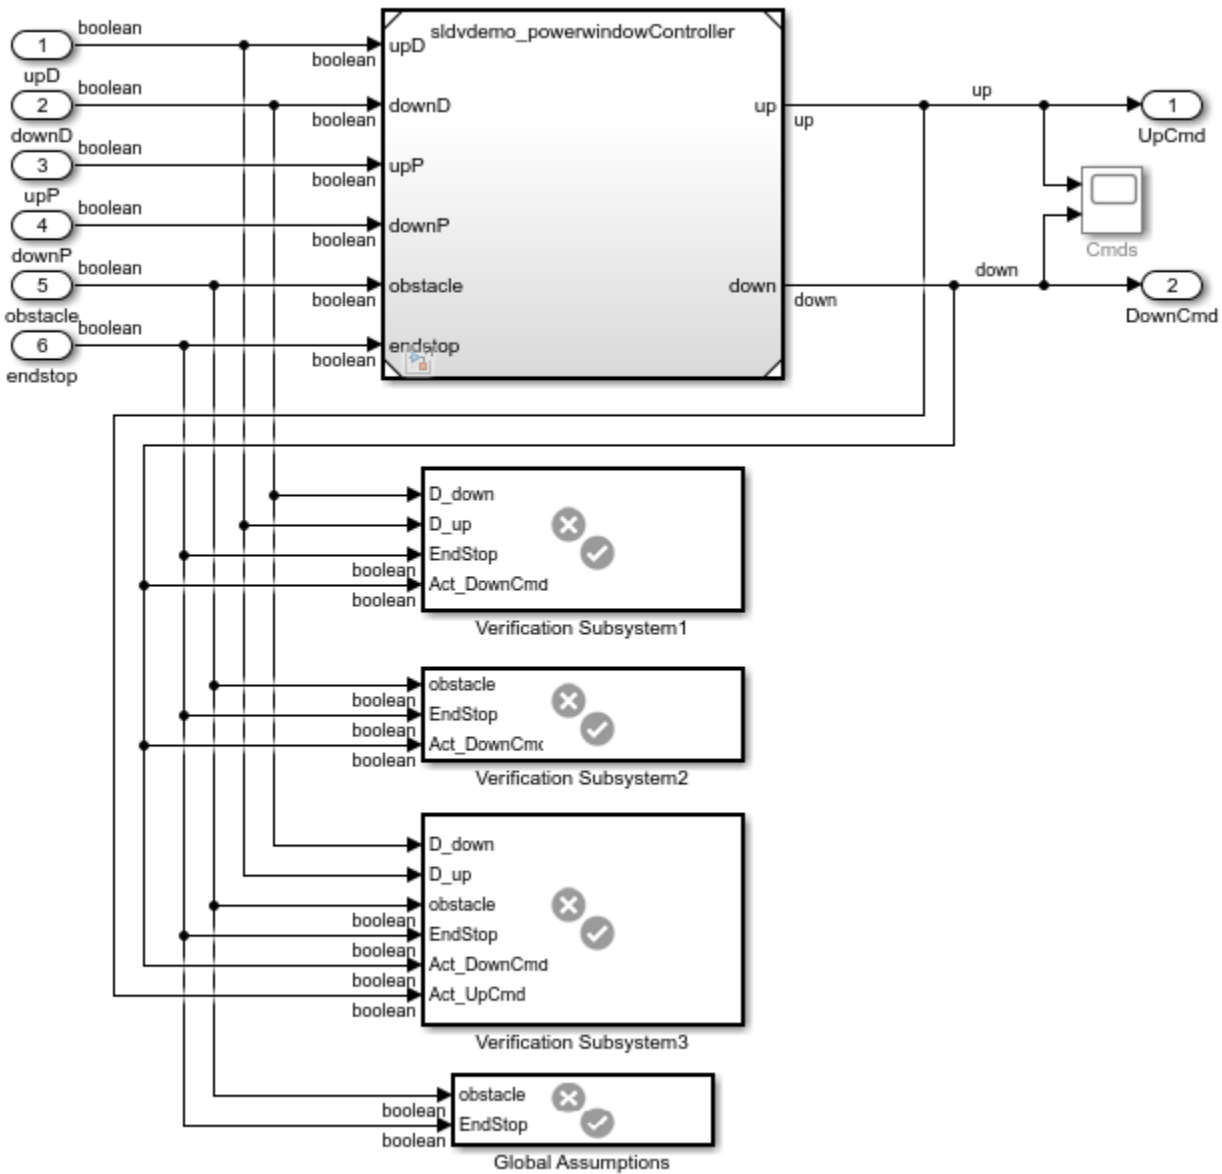 boolean
1
upD
boolean
2
downD
boolean
3
upP
boolean
4
downP
boolean
5
obstacle
boolean
6
endstop
sldvdemo_powerwindowController
boolean
upD
boolean
downD
boolean
upP
boolean
downP
boolean
obstacle
boolean
endstop
up
up
up
1
UpCmd
Cmds
down
down
down
2
DownCmd
D_down
D_up
EndStop
boolean
Act_DownCmd
boolean
Verification Subsystem1
obstacle
boolean
EndStop
boolean
Act_DownCmc
boolean
Verification Subsystem2
D_down
D_up
obstacle
boolean
EndStop
boolean
Act_DownCmd
boolean
Act_UpCmd
boolean
Verification Subsystem3
obstacle
boolean
EndStop
boolean
Global Assumptions